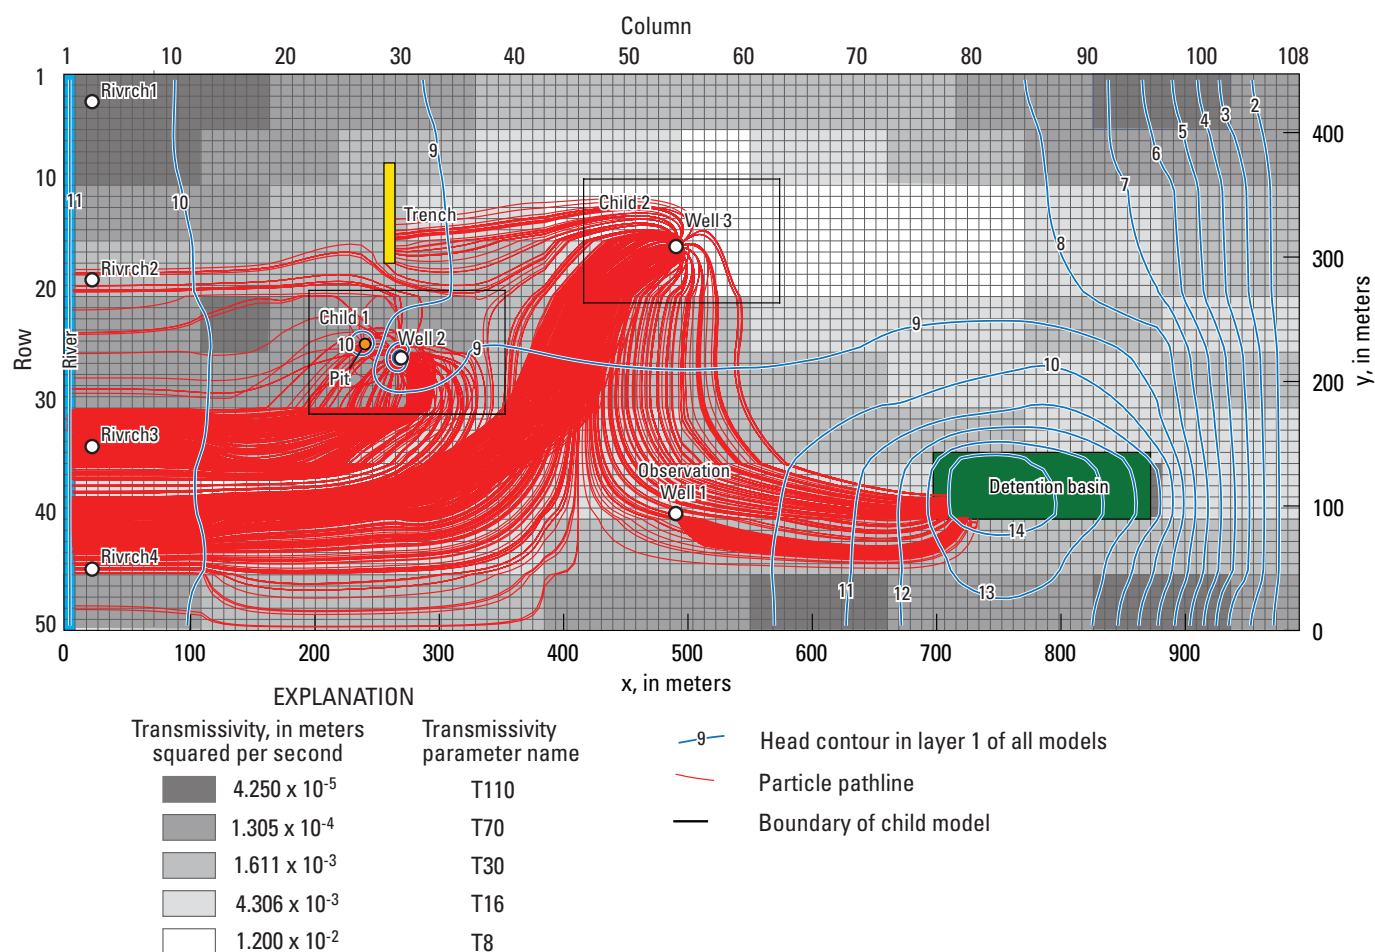 Column
1 10 20 30 40 50 60 70 80 90 100 108
1
10
20
30
40
50
Row
River
Rivrch1
Rivrch2
Rivrch3
Rivrch4
11
10
9
Trench
Child 2
Well 3
Child 1
10
Well 2
Pit
9
Observation
Well 1
9
10
11
12
13
14
Detention basin
8
7
6
5
4
3
2
400
300
200
100
0
y, in meters
0 100 200 300 400 500 600 700 800 900
x, in meters
EXPLANATION
Transmissivity, in meters squared per second
Transmissivity parameter name
4.250 x 10-5 T110
1.305 x 10-4 T70
1.611 x 10-3 T30
4.306 x 10-3 T16
1.200 x 10-2 T8
9 Head contour in layer 1 of all models
Particle pathline
Boundary of child model